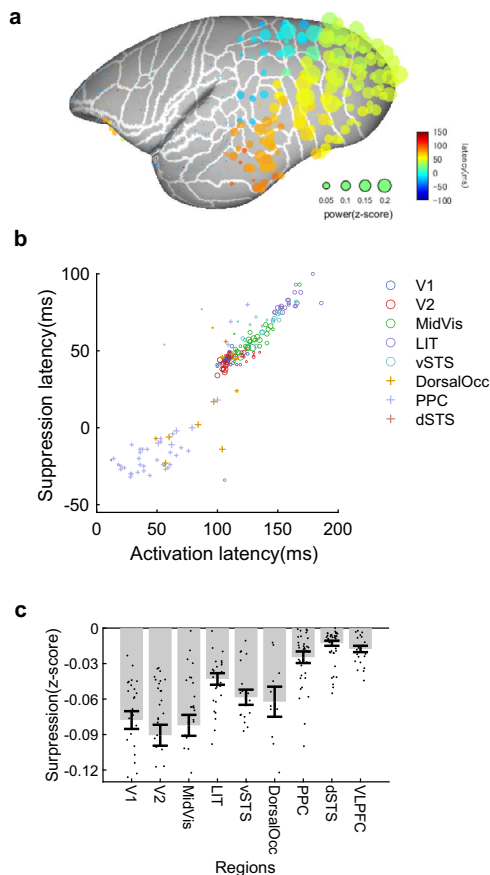 a
150
100
50
0
-50
-100
latency(ms)
0.05 0.1 0.15 0.2
power(z-score)
b
100
50
0
-50
Suppression latency(ms)
0 50 100 150 200
Activation latency(ms)
V1
V2
MidVis
LIT
vSTS
DorsalOcc
PPC
dSTS
c
0
-0.03
-0.06
-0.09
-0.12
Surpression(z-score)
V1 V2 MidVis LIT vSTS DorsalOcc PPC dSTS VLPFC
Regions